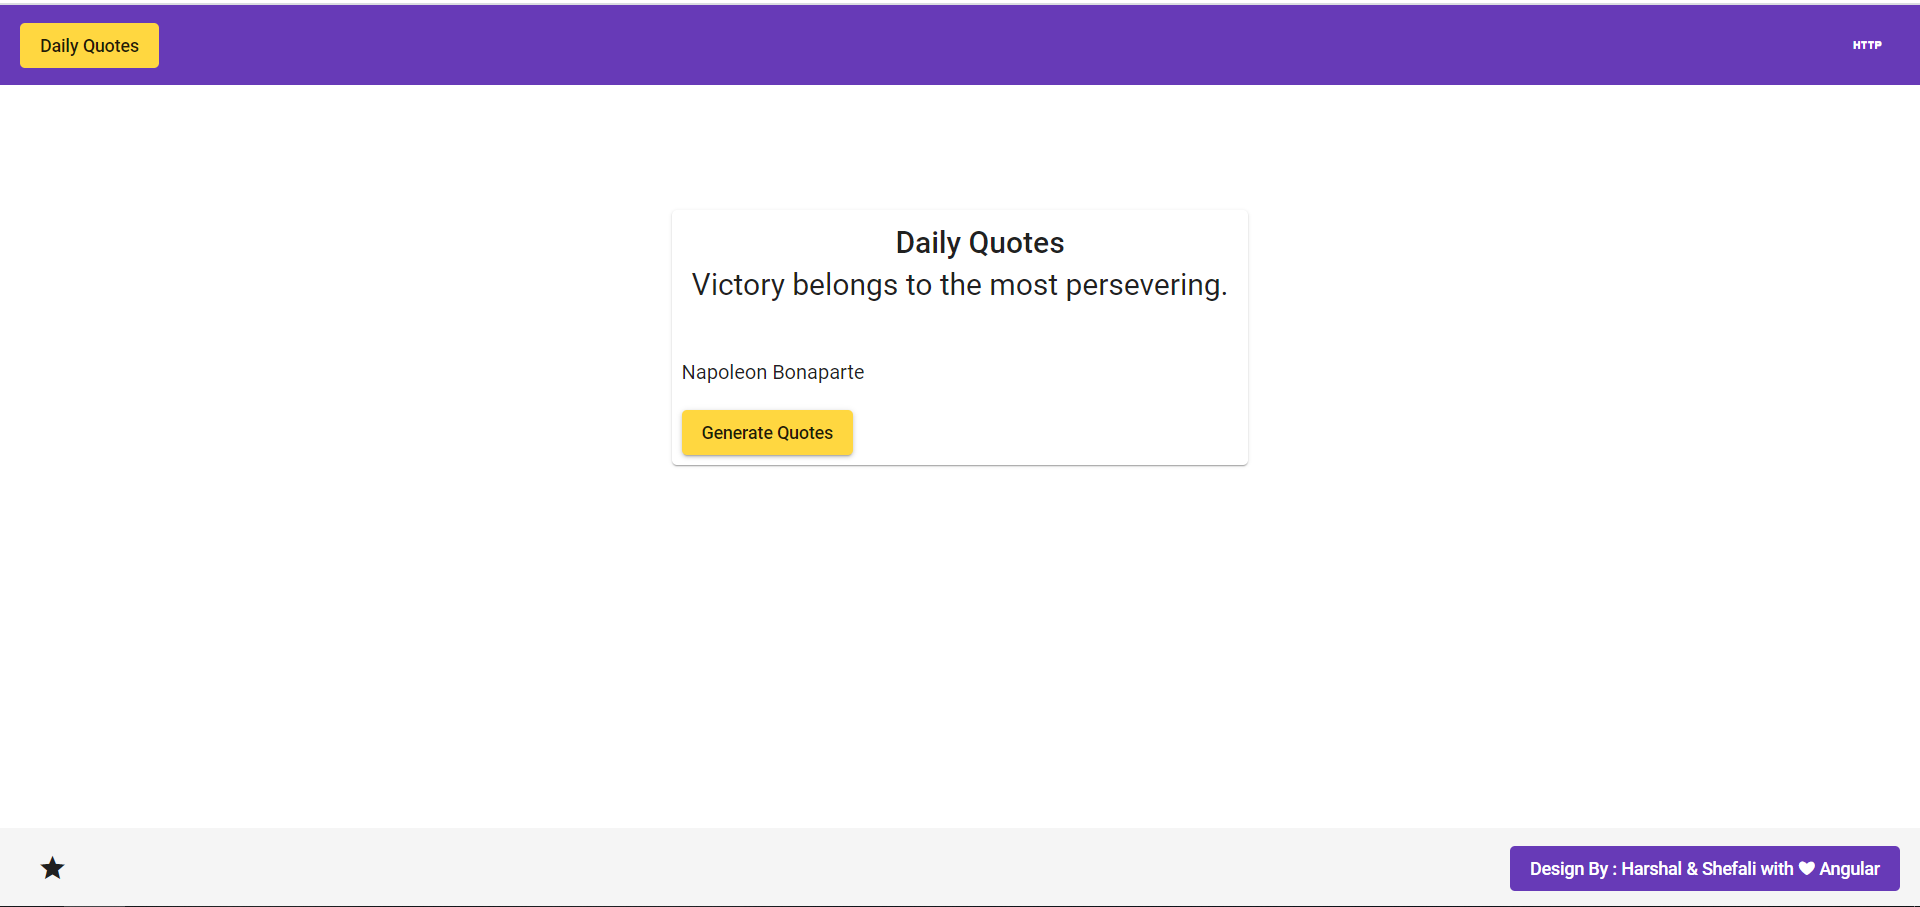 Daily Quotes
HTTP
Daily Quotes
Victory belongs to the most persevering.
Napoleon Bonaparte
Generate Quotes
Design By : Harshal & Shefali with ♥ Angular